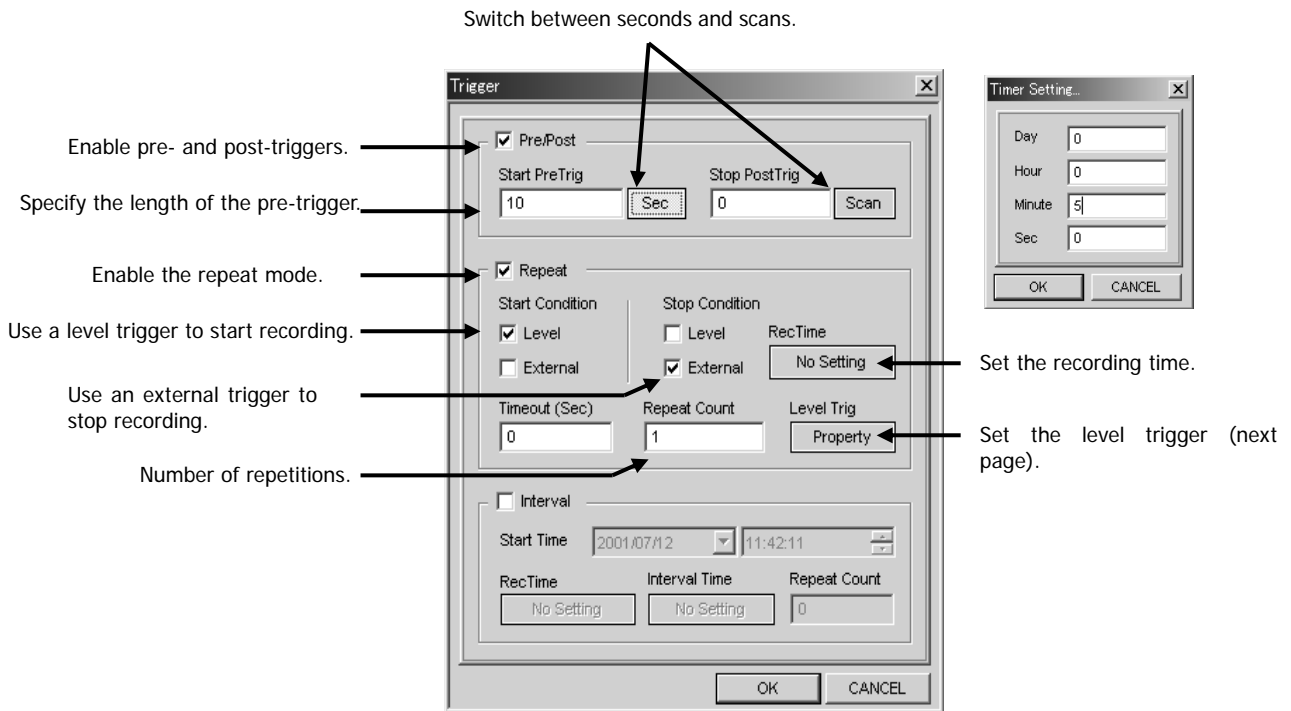 Switch between seconds and scans.
Trigger
Timer Setting...
Enable pre- and post-triggers.
Pre/Post
Day 0
Start PreTrig Stop PostTrig
Hour 0
Specify the length of the pre-trigger.
10 Sec 0 Scan
Minute 5
Sec 0
Enable the repeat mode.
Repeat
OK CANCEL
Start Condition Stop Condition
Use a level trigger to start recording.
Level Level RecTime
External External No Setting
Set the recording time.
Use an external trigger to
stop recording.
Timeout (Sec) Repeat Count Level Trig
0 1 Property
Set the level trigger (next
page).
Number of repetitions.
Interval
Start Time 2001/07/12 11:42:11
RecTime Interval Time Repeat Count
No Setting No Setting 0
OK CANCEL